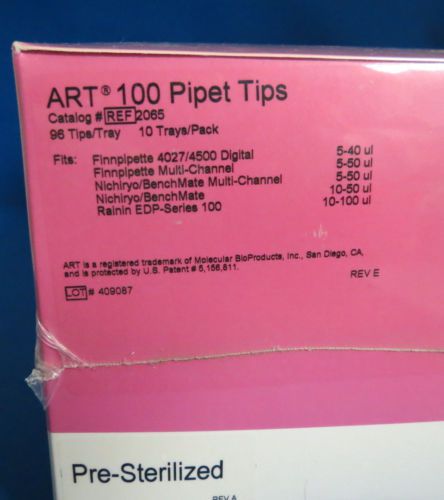 ART® 100 Pipet Tips
Catalog # REF 2065
96 Tips/Tray 10 Trays/Pack
Fits: Finnpipette 4027/4500 Digital 5-40 ul
Finnpipette Multi-Channel 5-50 ul
Nichiryo/BenchMate Multi-Channel 5-50 ul
Nichiryo/BenchMate 10-50 ul
Rainin EDP-Series 100 10-100 ul
ART is a registered trademark of Molecular BioProducts, Inc., San Diego, CA,
and is protected by U.S. Patent # 5,156,811.
REV E
LOT # 409087
Pre-Sterilized
REV A